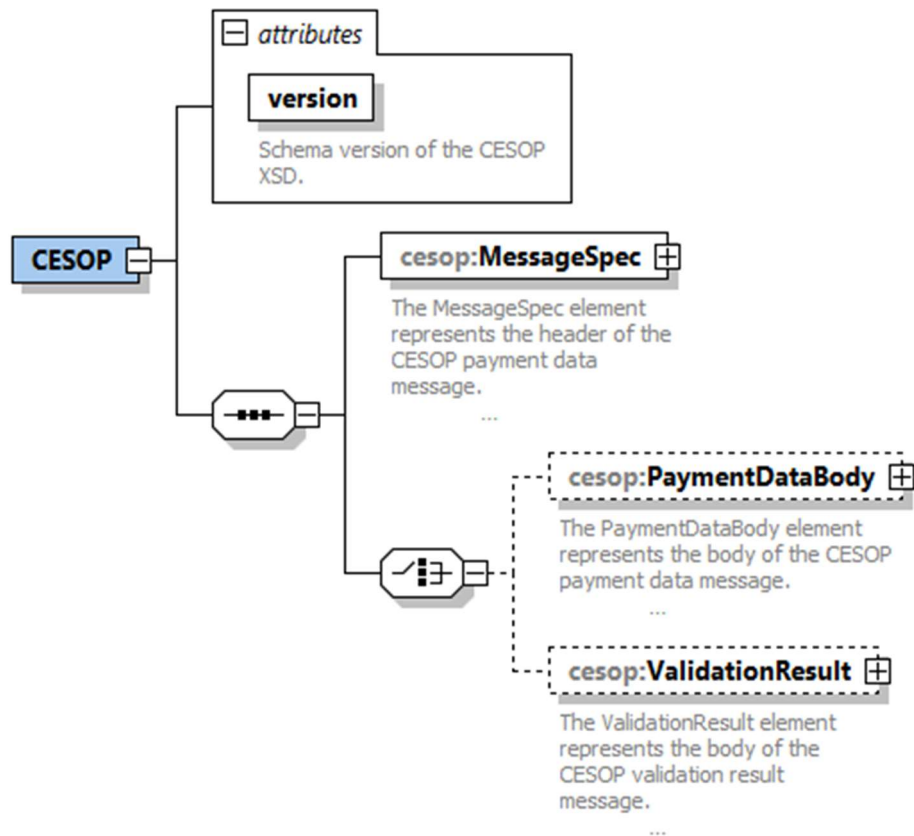 attributes
version
Schema version of the CESOP
XSD.
CESOP
cesop:MessageSpec
The MessageSpec element
represents the header of the
CESOP payment data
message.
...
cesop:PaymentDataBody
The PaymentDataBody element
represents the body of the CESOP
payment data message.
...
cesop:ValidationResult
The ValidationResult element
represents the body of the
CESOP validation result
message.
...